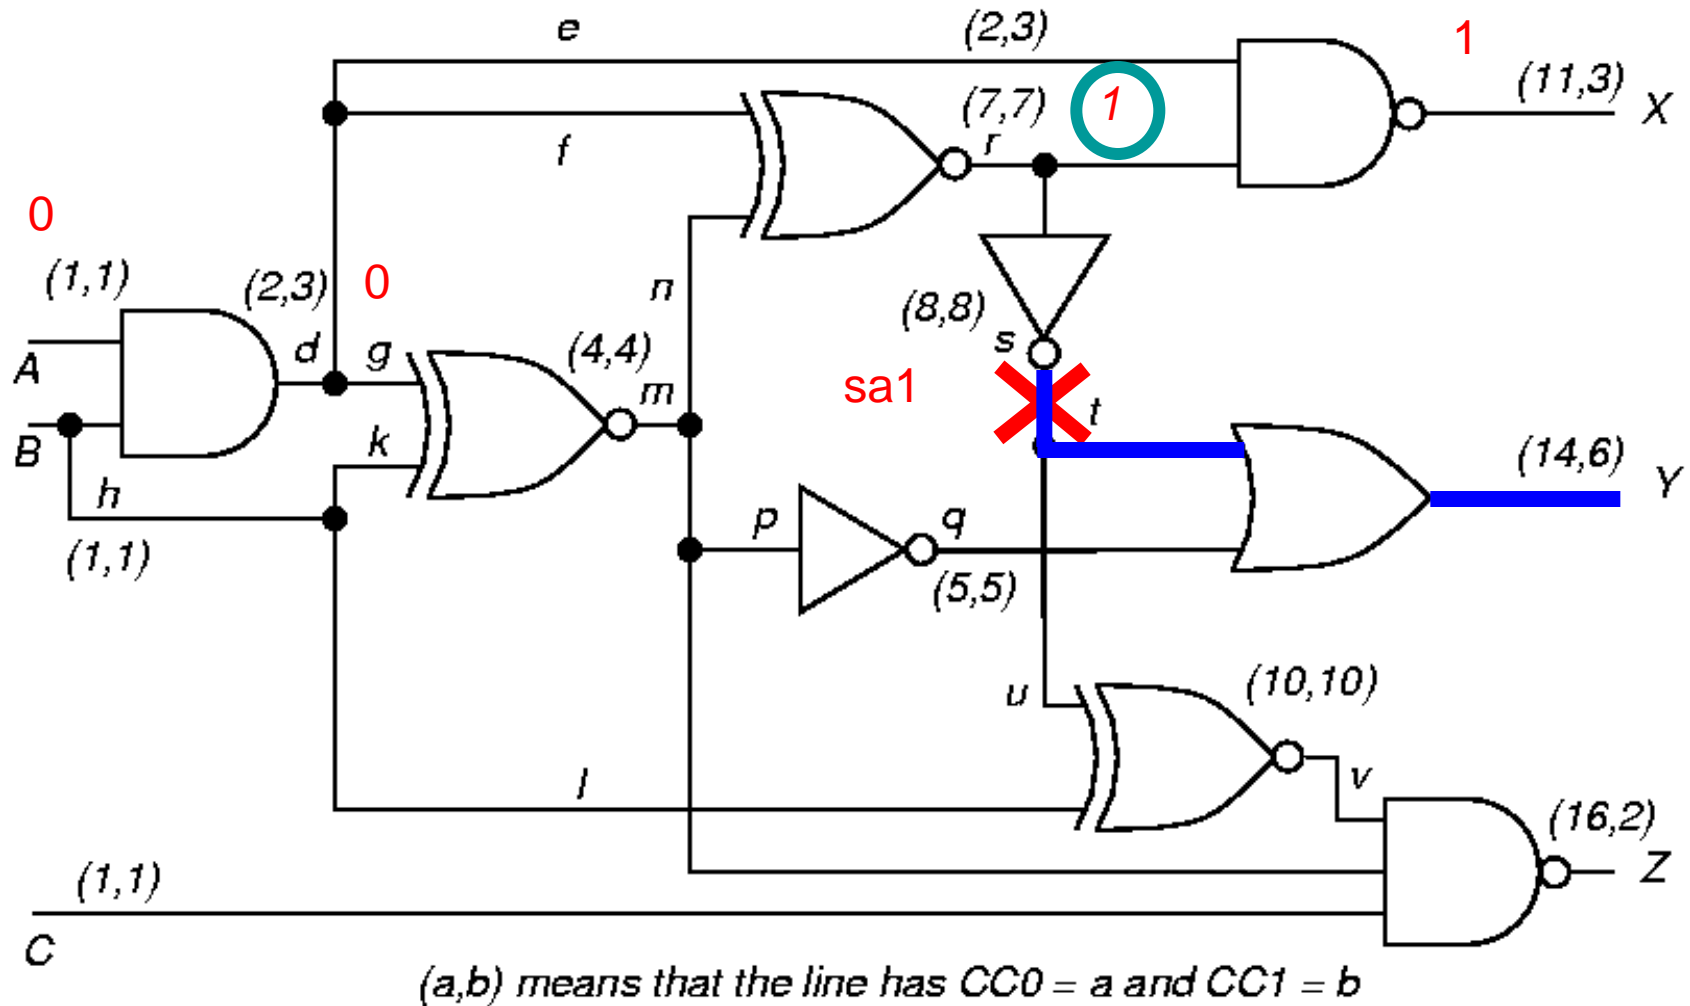 e
(2,3)
1
(11,3)
X
(7,7)
1
r
f
0
(1,1)
(2,3)
0
n
(8,8)
A
d
g
(4,4)
m
s
sa1
t
B
k
(14,6)
Y
h
(1,1)
p
q
(5,5)
u
(10,10)
l
v
(16,2)
Z
(1,1)
C
(a,b) means that the line has CC0 = a and CC1 = b